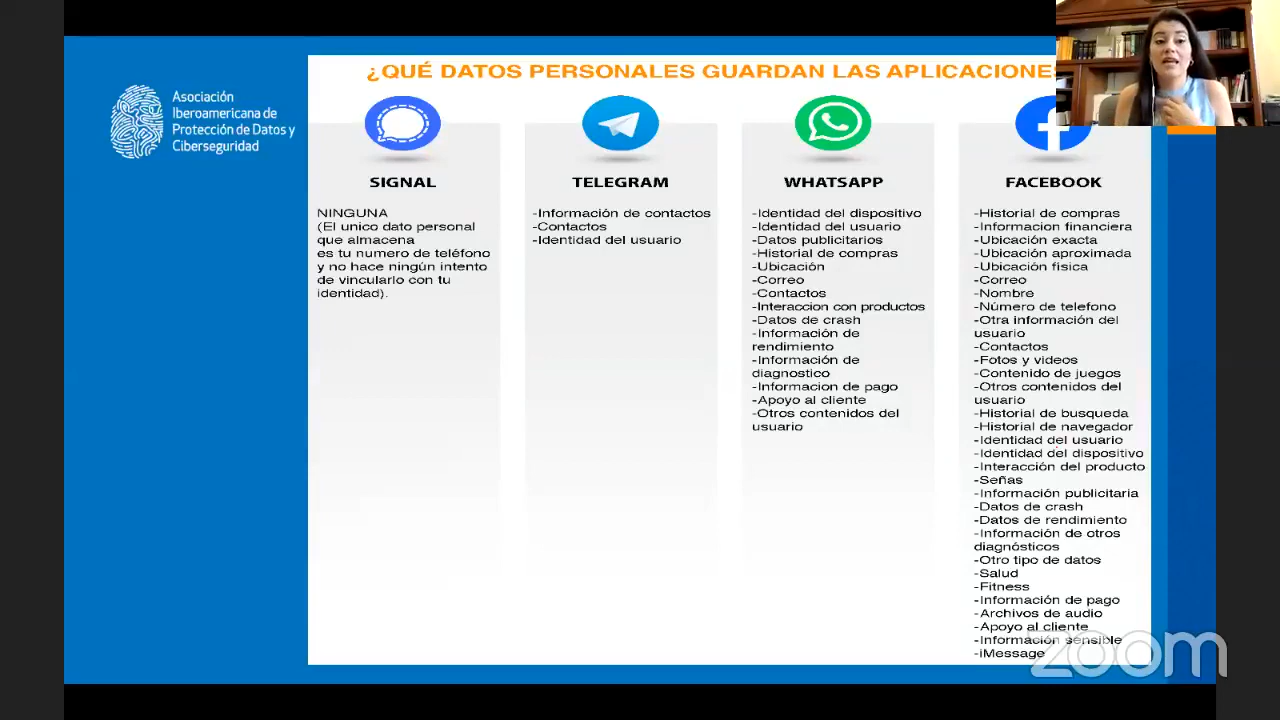 ¿QUÉ DATOS PERSONALES GUARDAN LAS APLICACIONES
Asociación
Iberoamericana de
Protección de Datos y
Ciberseguridad
SIGNAL
NINGUNA
(El unico dato personal
que almacena
es tu numero de teléfono
y no hace ningún intento
de vincularlo con tu
identidad).
TELEGRAM
-Información de contactos
-Contactos
-Identidad del usuario
WHATSAPP
-Identidad del dispositivo
-Identidad del usuario
-Datos publicitarios
-Historial de compras
-Ubicación
-Correo
-Contactos
-Interaccion con productos
-Datos de crash
-Información de
rendimiento
-Información de
diagnostico
-Informacion de pago
-Apoyo al cliente
-Otros contenidos del
usuario
FACEBOOK
-Historial de compras
-Informacion financiera
-Ubicación exacta
-Ubicación aproximada
-Ubicación fisica
-Correo
-Nombre
-Número de telefono
-Otra información del
usuario
-Contactos
-Fotos y videos
-Contenido de juegos
-Otros contenidos del
usuario
-Historial de busqueda
-Historial de navegador
-Identidad del usuario
-Identidad del dispositivo
-Interacción del producto
-Señas
-Información publicitaria
-Datos de crash
-Datos de rendimiento
-Información de otros
diagnósticos
-Otro tipo de datos
-Salud
-Fitness
-Información de pago
-Archivos de audio
-Apoyo al cliente
-Información sensible
-iMessage
zoom